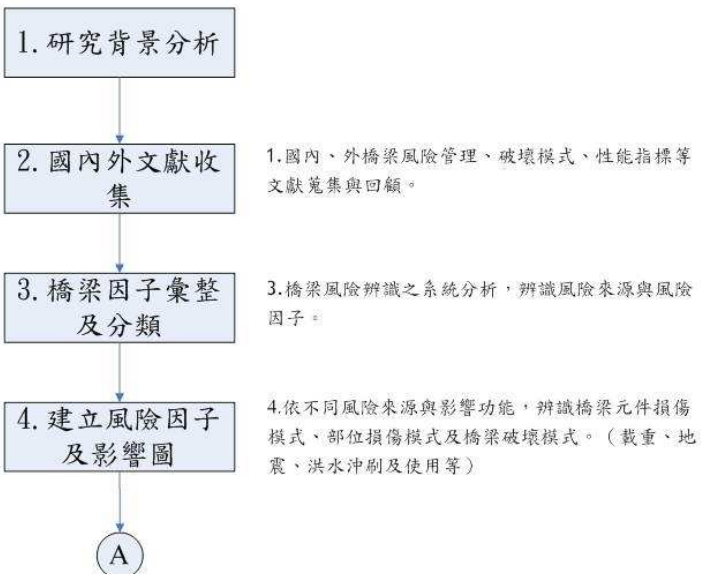 1. 研究背景分析
2. 國內外文獻收
集
1.國內、外橋梁風險管理、破壞模式、性能指標等
文獻蒐集與回顧。
3. 橋梁因子彙整
及分類
3.橋梁風險辨識之系統分析，辨識風險來源與風險
因子。
4. 建立風險因子
及影響圖
4.依不同風險來源與影響功能，辨識橋梁元件損傷
模式、部位損傷模式及橋梁破壞模式。（載重、地
震、洪水沖刷及使用等）
A